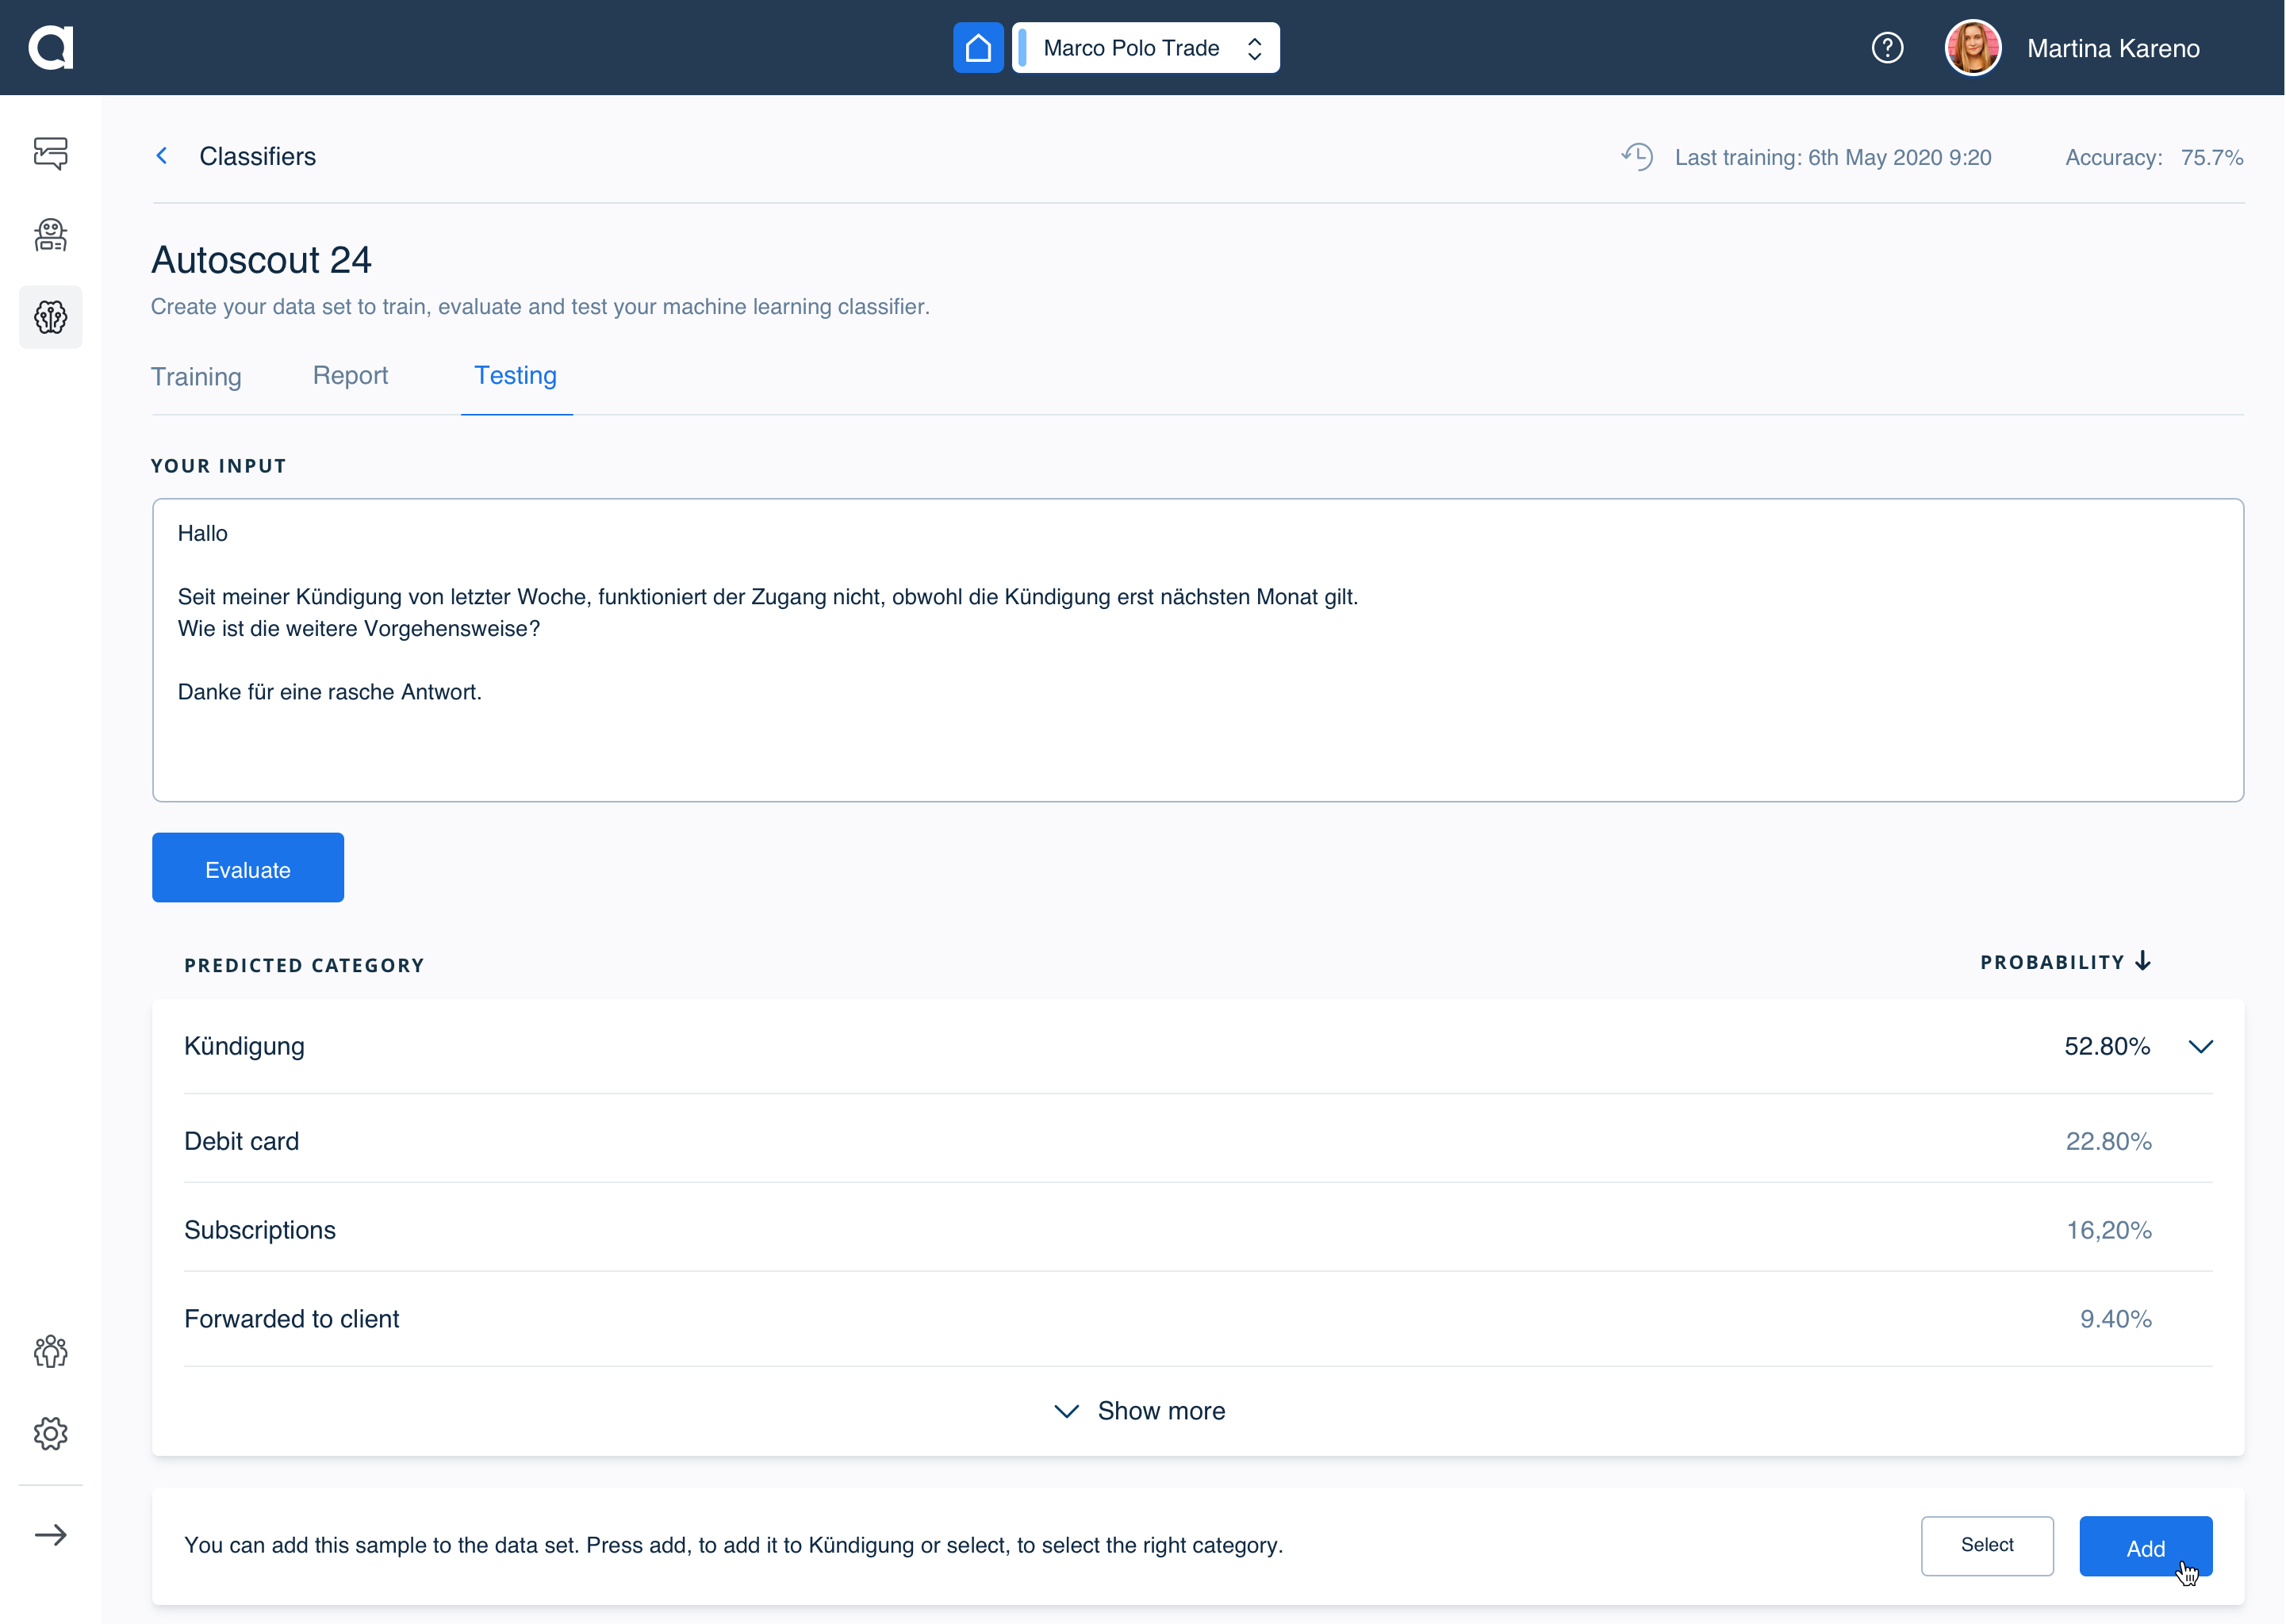 Marco Polo Trade
Martina Kareno
Classifiers
Last training: 6th May 2020 9:20
Accuracy: 75.7%
Autoscout 24
Create your data set to train, evaluate and test your machine learning classifier.
Training
Report
Testing
YOUR INPUT
Hallo
Seit meiner Kündigung von letzter Woche, funktioniert der Zugang nicht, obwohl die Kündigung erst nächsten Monat gilt.
Wie ist die weitere Vorgehensweise?
Danke für eine rasche Antwort.
Evaluate
PREDICTED CATEGORY
PROBABILITY
Kündigung
52.80%
Debit card
22.80%
Subscriptions
16,20%
Forwarded to client
9.40%
Show more
You can add this sample to the data set. Press add, to add it to Kündigung or select, to select the right category.
Select
Add